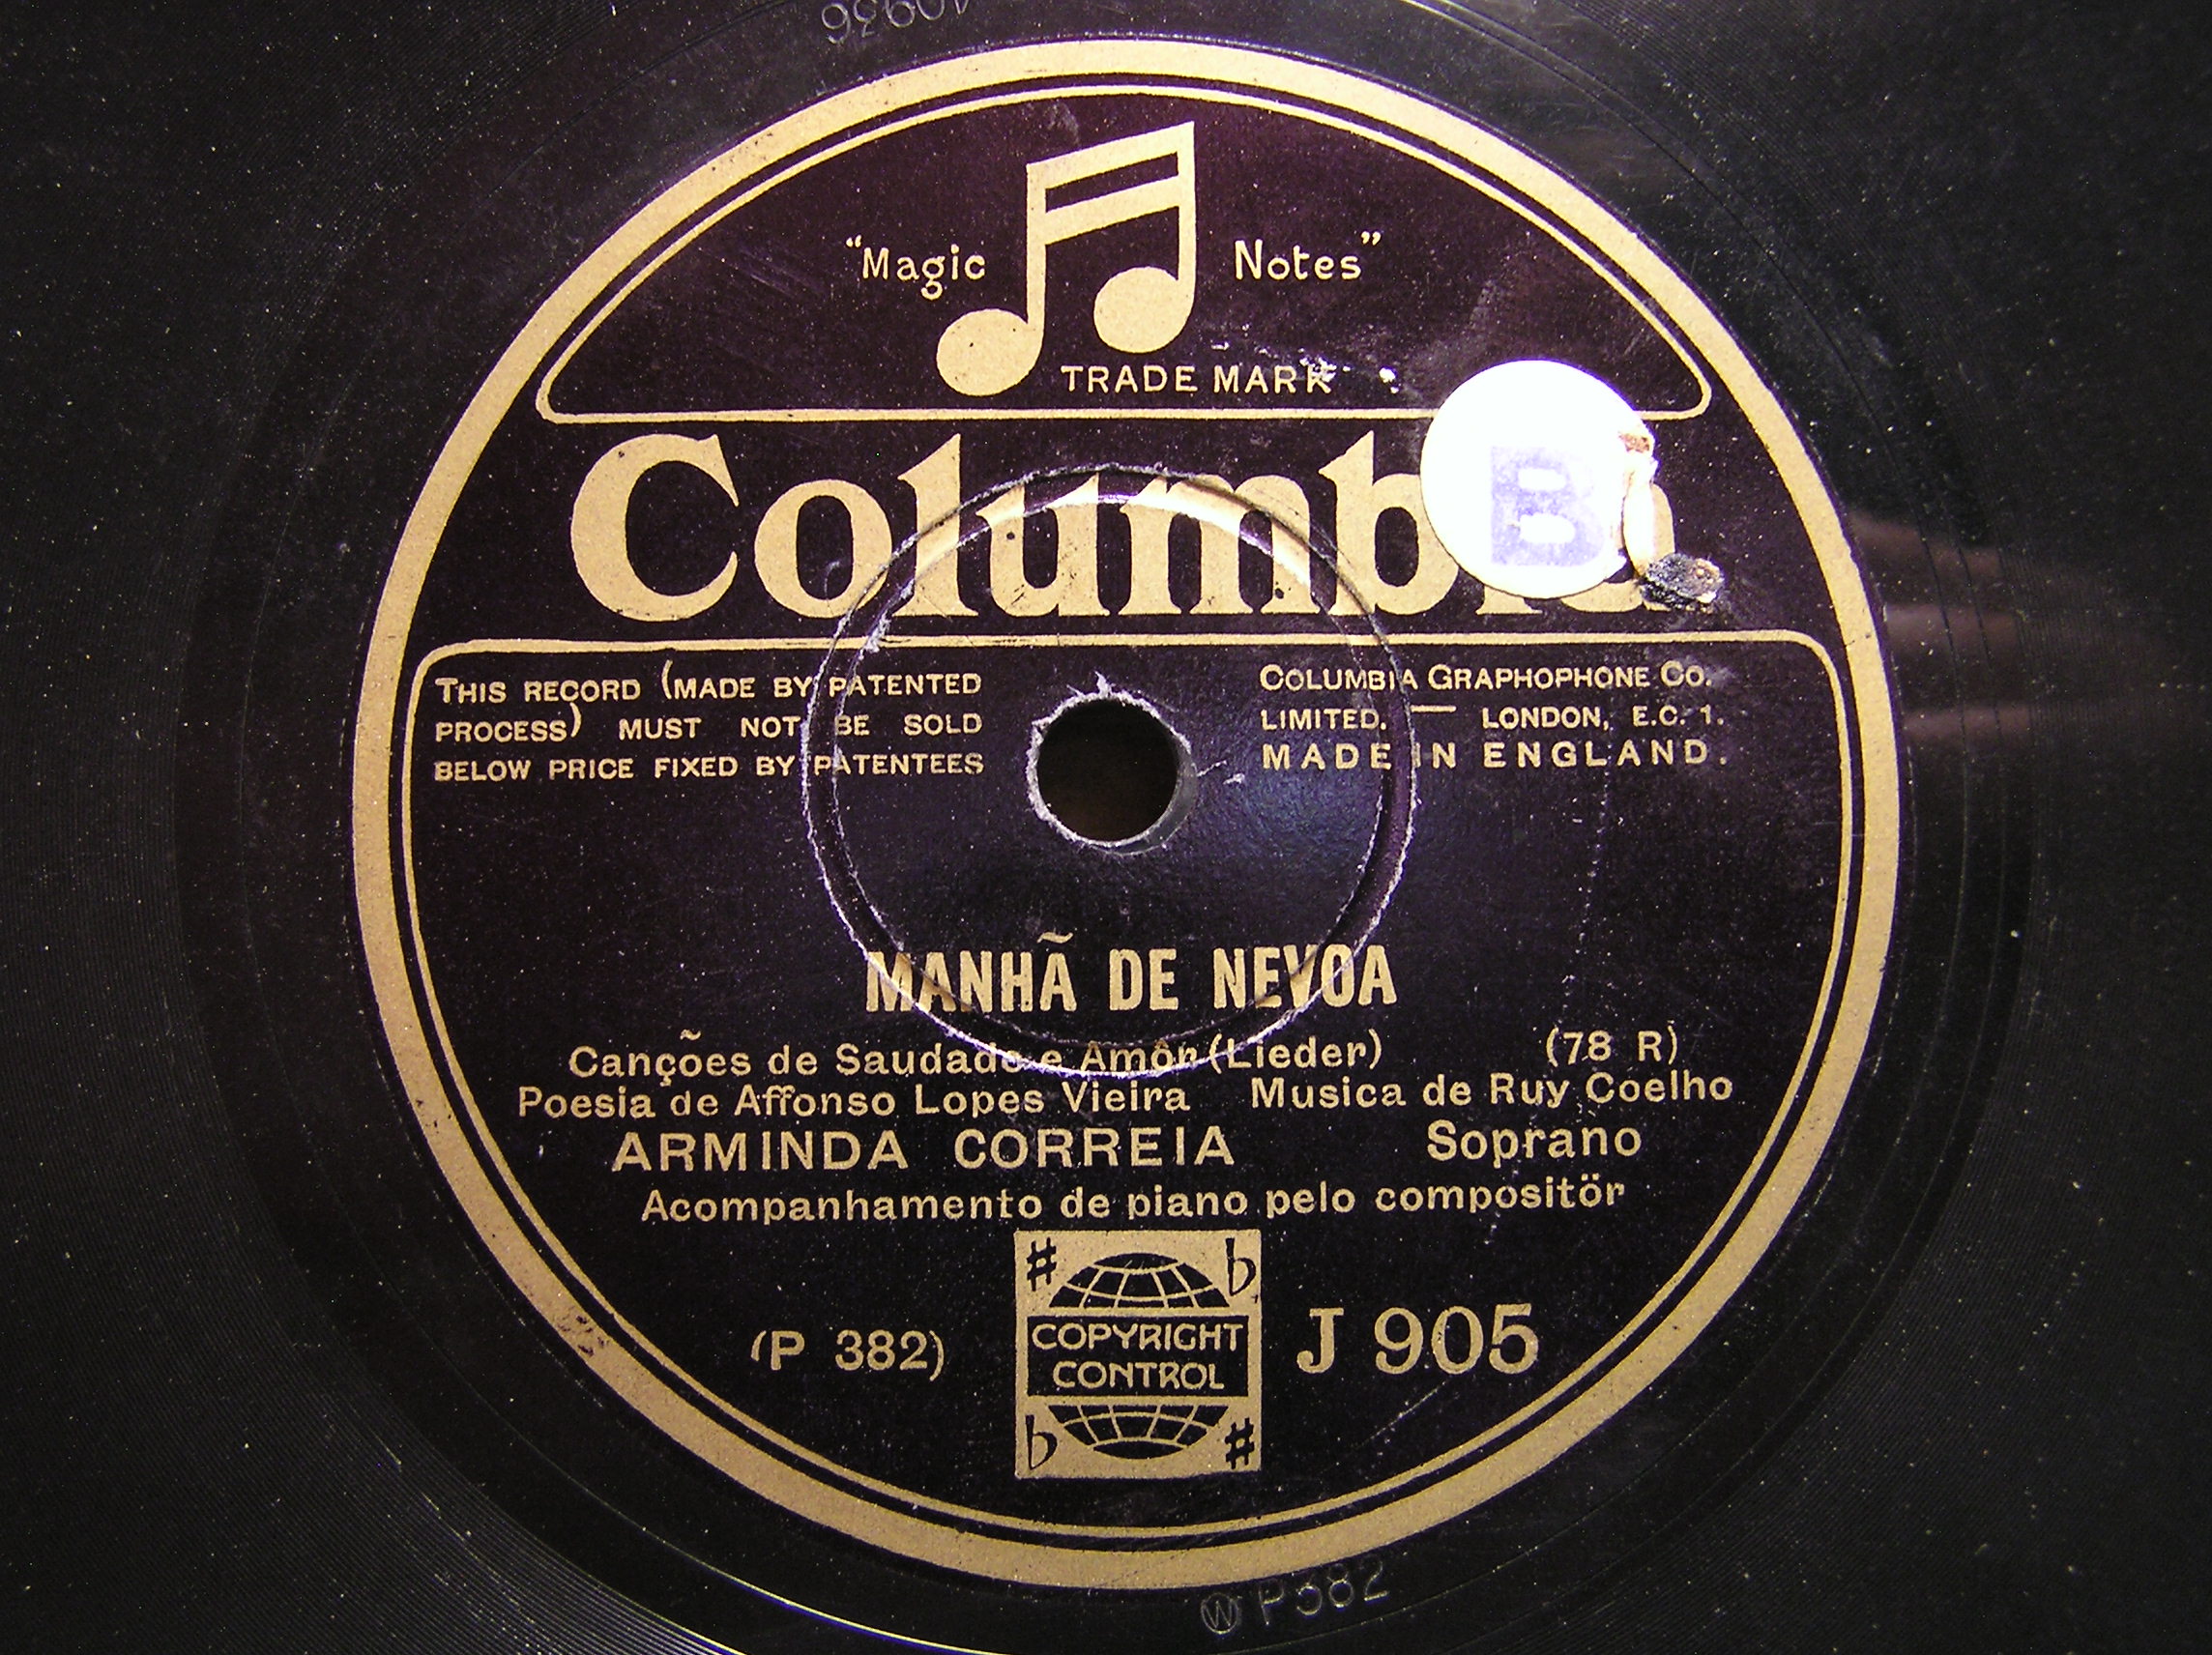 40936
"Magic Notes"
TRADE MARK
Columbia
B
THIS RECORD (MADE BY PATENTED
PROCESS) MUST NOT BE SOLD
BELOW PRICE FIXED BY PATENTEES
COLUMBIA GRAPHOPHONE CO.
LIMITED. — LONDON, E.C. 1.
MADE IN ENGLAND.
MANHÃ DE NEVOA
Canções de Saudade e Amôr (Lieder) (78 R)
Poesia de Affonso Lopes Vieira Musica de Ruy Coelho
ARMINDA CORREIA Soprano
Acompanhamento de piano pelo compositör
(P 382)
COPYRIGHT
CONTROL
J 905
Ⓦ P382